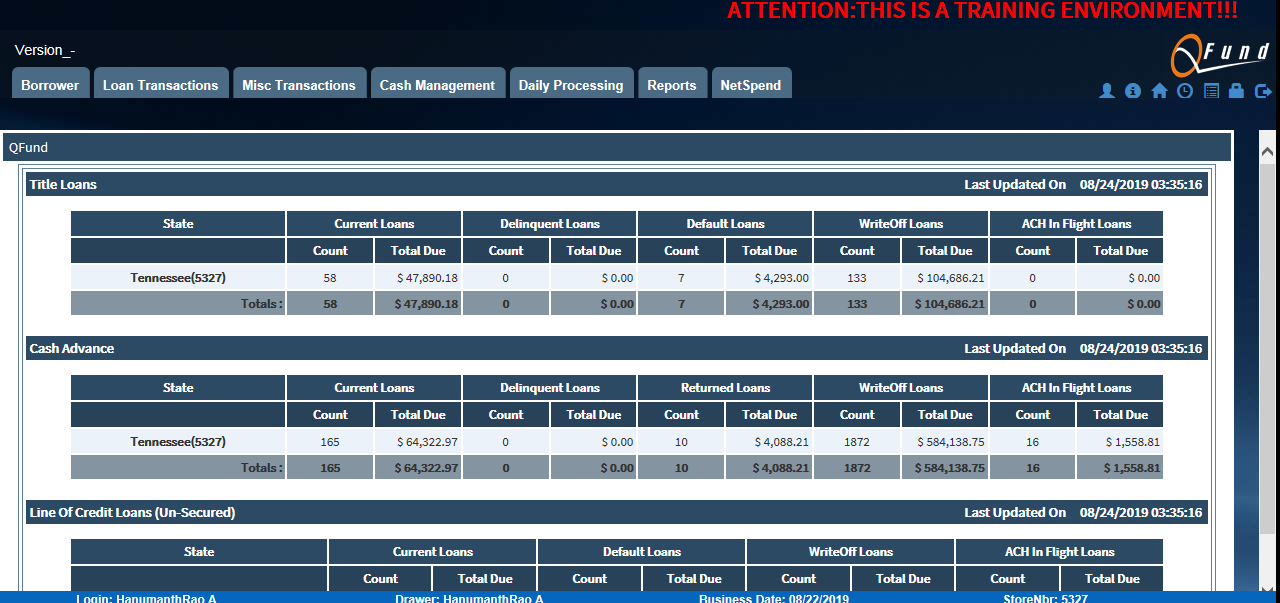 ATTENTION:THIS IS A TRAINING ENVIRONMENT!!!
Version_-
QFund
Borrower Loan Transactions Misc Transactions Cash Management Daily Processing Reports NetSpend
QFund
Title Loans Last Updated On 08/24/2019 03:35:16
State Current Loans Delinquent Loans Default Loans WriteOff Loans ACH In Flight Loans
Count Total Due Count Total Due Count Total Due Count Total Due Count Total Due
Tennessee(5327) 58 $ 47,890.18 0 $ 0.00 7 $ 4,293.00 133 $ 104,686.21 0 $ 0.00
Totals : 58 $ 47,890.18 0 $ 0.00 7 $ 4,293.00 133 $ 104,686.21 0 $ 0.00
Cash Advance Last Updated On 08/24/2019 03:35:16
State Current Loans Delinquent Loans Returned Loans WriteOff Loans ACH In Flight Loans
Count Total Due Count Total Due Count Total Due Count Total Due Count Total Due
Tennessee(5327) 165 $ 64,322.97 0 $ 0.00 10 $ 4,088.21 1872 $ 584,138.75 16 $ 1,558.81
Totals : 165 $ 64,322.97 0 $ 0.00 10 $ 4,088.21 1872 $ 584,138.75 16 $ 1,558.81
Line Of Credit Loans (Un-Secured) Last Updated On 08/24/2019 03:35:16
State Current Loans Default Loans WriteOff Loans ACH In Flight Loans
Count Total Due Count Total Due Count Total Due Count Total Due
Login: HanumanthRao A Drawer: HanumanthRao A Business Date: 08/22/2019 StoreNbr: 5327